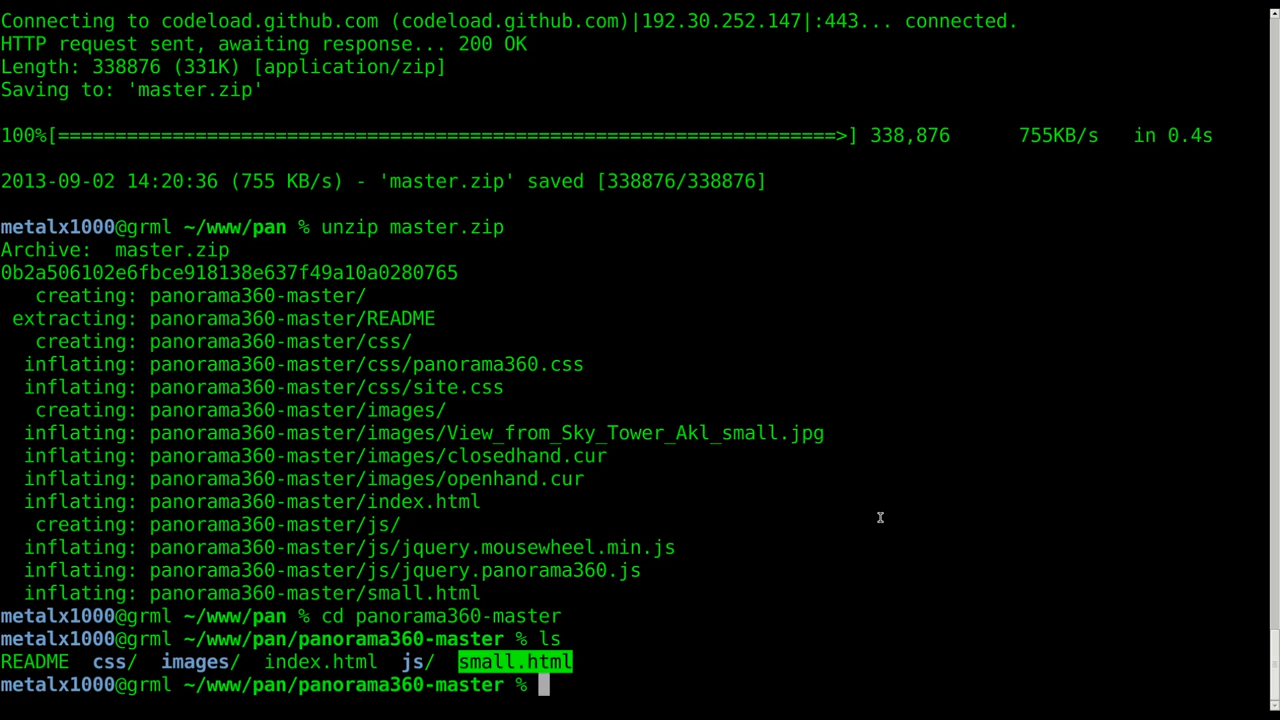 Connecting to codeload.github.com (codeload.github.com)|192.30.252.147|:443... connected.
HTTP request sent, awaiting response... 200 OK
Length: 338876 (331K) [application/zip]
Saving to: 'master.zip'
100%[====================================================================>] 338,876     755KB/s   in 0.4s
2013-09-02 14:20:36 (755 KB/s) - 'master.zip' saved [338876/338876]
metalx1000@grml ~/www/pan % unzip master.zip
Archive:  master.zip
0b2a506102e6fbce918138e637f49a10a0280765
   creating: panorama360-master/
 extracting: panorama360-master/README
   creating: panorama360-master/css/
  inflating: panorama360-master/css/panorama360.css
  inflating: panorama360-master/css/site.css
   creating: panorama360-master/images/
  inflating: panorama360-master/images/View_from_Sky_Tower_Akl_small.jpg
  inflating: panorama360-master/images/closedhand.cur
  inflating: panorama360-master/images/openhand.cur
  inflating: panorama360-master/index.html
   creating: panorama360-master/js/
  inflating: panorama360-master/js/jquery.mousewheel.min.js
  inflating: panorama360-master/js/jquery.panorama360.js
  inflating: panorama360-master/small.html
metalx1000@grml ~/www/pan % cd panorama360-master
metalx1000@grml ~/www/pan/panorama360-master % ls
README  css/  images/  index.html  js/  small.html
metalx1000@grml ~/www/pan/panorama360-master %